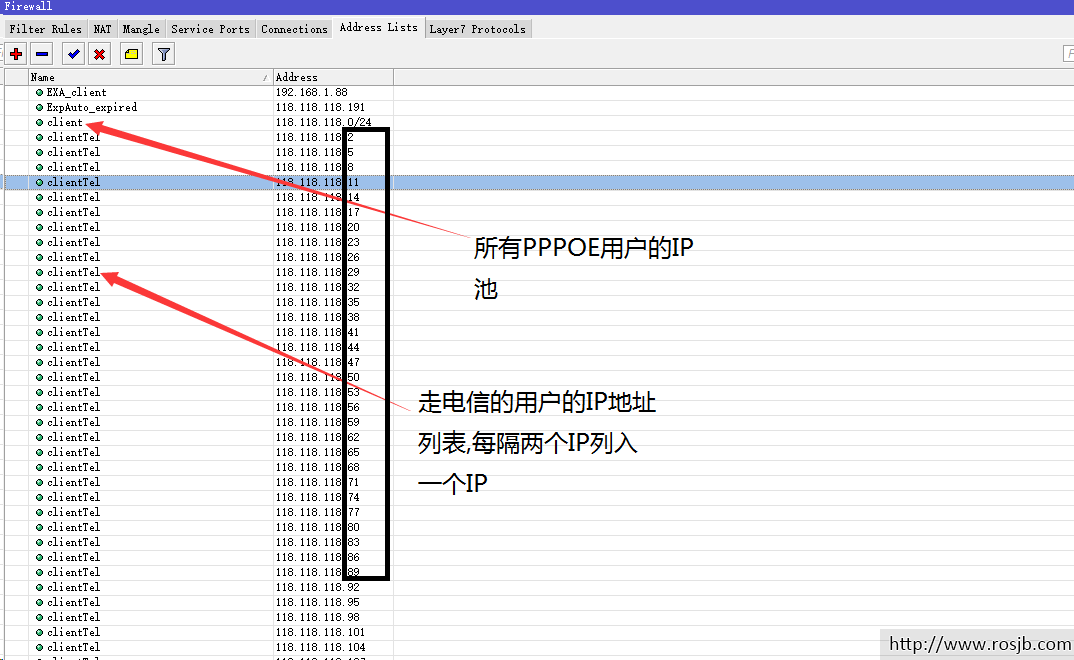 Firewall
Filter Rules NAT Mangle Service Ports Connections Address Lists Layer7 Protocols
Name Address
EXA_client 192.168.1.88
ExpAuto_expired 118.118.118.191
client 118.118.118.0/24
clientTel 118.118.118.2
clientTel 118.118.118.5
clientTel 118.118.118.8
clientTel 118.118.118.11
clientTel 118.118.118.14
clientTel 118.118.118.17
clientTel 118.118.118.20
clientTel 118.118.118.23
clientTel 118.118.118.26
clientTel 118.118.118.29
clientTel 118.118.118.32
clientTel 118.118.118.35
clientTel 118.118.118.38
clientTel 118.118.118.41
clientTel 118.118.118.44
clientTel 118.118.118.47
clientTel 118.118.118.50
clientTel 118.118.118.53
clientTel 118.118.118.56
clientTel 118.118.118.59
clientTel 118.118.118.62
clientTel 118.118.118.65
clientTel 118.118.118.68
clientTel 118.118.118.71
clientTel 118.118.118.74
clientTel 118.118.118.77
clientTel 118.118.118.80
clientTel 118.118.118.83
clientTel 118.118.118.86
clientTel 118.118.118.89
clientTel 118.118.118.92
clientTel 118.118.118.95
clientTel 118.118.118.98
clientTel 118.118.118.101
clientTel 118.118.118.104
所有PPPOE用户的IP
池
走电信的用户的IP地址
列表,每隔两个IP列入
一个IP
http://www.rosjb.com